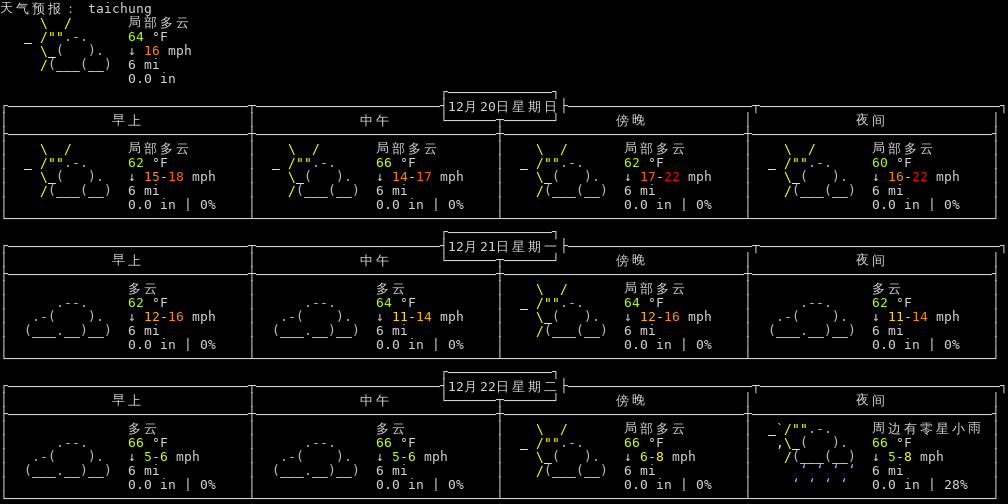 天气预报： taichung
局部多云
64 °F
↓ 16 mph
6 mi
0.0 in
12月20日星期日
早上 中午 傍晚 夜间
局部多云 局部多云 局部多云 局部多云
62 °F 66 °F 62 °F 60 °F
↓ 15-18 mph ↓ 14-17 mph ↓ 17-22 mph ↓ 16-22 mph
6 mi 6 mi 6 mi 6 mi
0.0 in | 0% 0.0 in | 0% 0.0 in | 0% 0.0 in | 0%
12月21日星期一
早上 中午 傍晚 夜间
多云 多云 局部多云 多云
62 °F 64 °F 64 °F 62 °F
↓ 12-16 mph ↓ 11-14 mph ↓ 12-16 mph ↓ 11-14 mph
6 mi 6 mi 6 mi 6 mi
0.0 in | 0% 0.0 in | 0% 0.0 in | 0% 0.0 in | 0%
12月22日星期二
早上 中午 傍晚 夜间
多云 多云 局部多云 周边有零星小雨
66 °F 66 °F 66 °F 66 °F
↓ 5-6 mph ↓ 5-6 mph ↓ 6-8 mph ↓ 5-8 mph
6 mi 6 mi 6 mi 6 mi
0.0 in | 0% 0.0 in | 0% 0.0 in | 0% 0.0 in | 28%